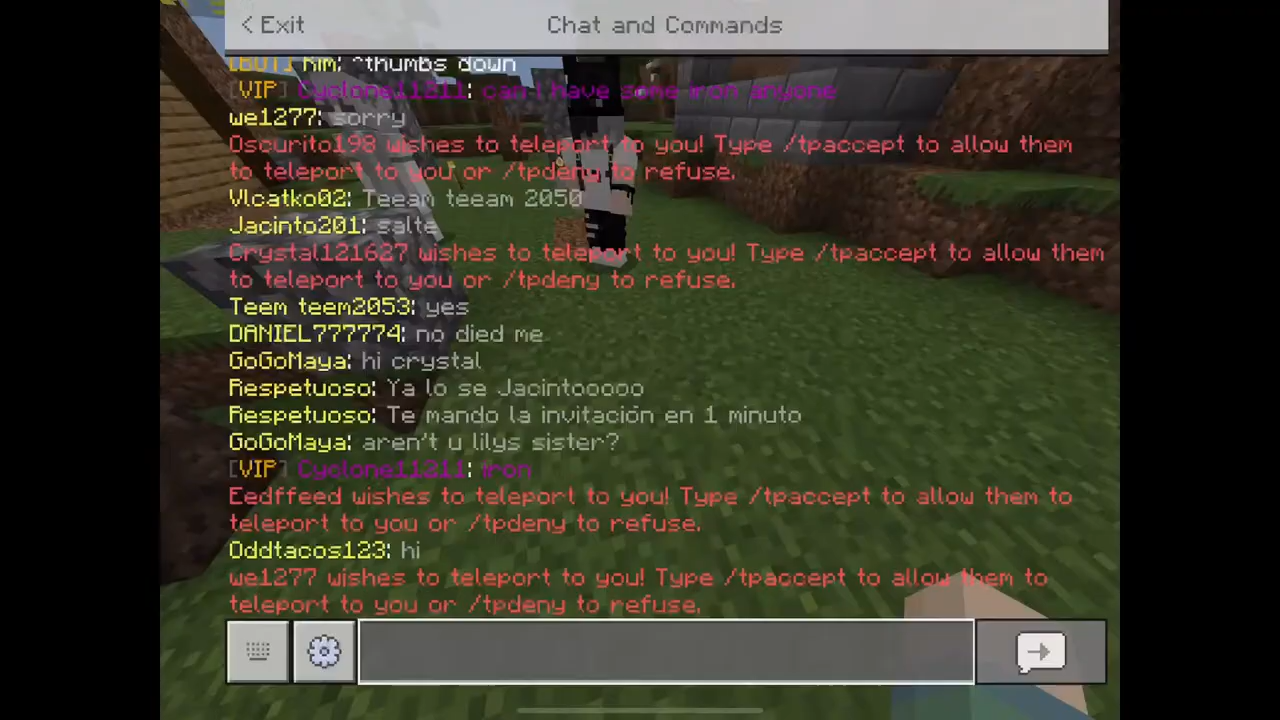 < Exit
Chat and Commands
[BOT] Kim: ^thumbs down
[VIP] Cyclone11211: can I have some iron anyone
we1277: sorry
Oscurito198 wishes to teleport to you! Type /tpaccept to allow them
to teleport to you or /tpdeny to refuse.
Vlcatko02: Teeam teeam 2050
Jacinto201: salte
Crystal121627 wishes to teleport to you! Type /tpaccept to allow them
to teleport to you or /tpdeny to refuse.
Teem teem2053: yes
DANIEL777774: no died me
GoGoMaya: hi crystal
Respetuoso: Ya lo se Jacintooooo
Respetuoso: Te mando la invitación en 1 minuto
GoGoMaya: aren't u lilys sister?
[VIP] Cyclone11211: iron
Eedffeed wishes to teleport to you! Type /tpaccept to allow them to
teleport to you or /tpdeny to refuse.
Oddtacos123: hi
we1277 wishes to teleport to you! Type /tpaccept to allow them to
teleport to you or /tpdeny to refuse.